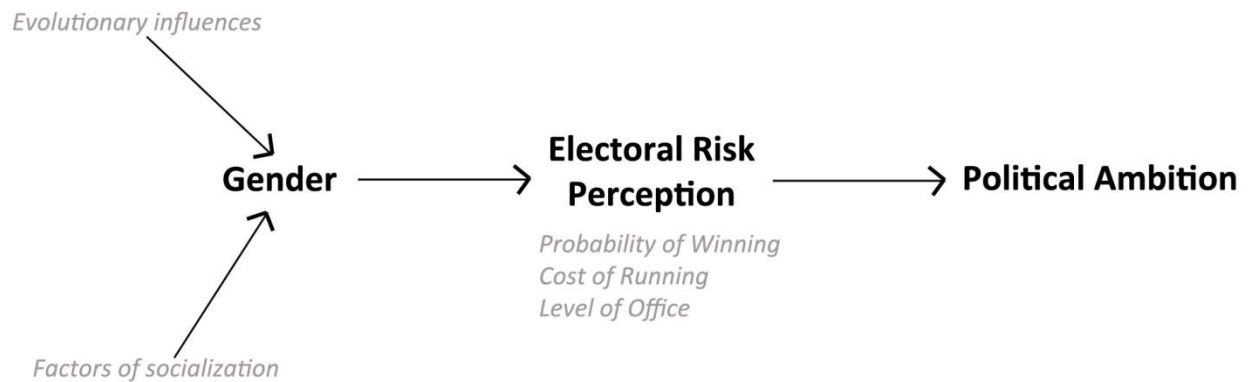 Evolutionary influences
Gender
Electoral Risk
Perception
Political Ambition
Probability of Winning
Cost of Running
Level of Office
Factors of socialization